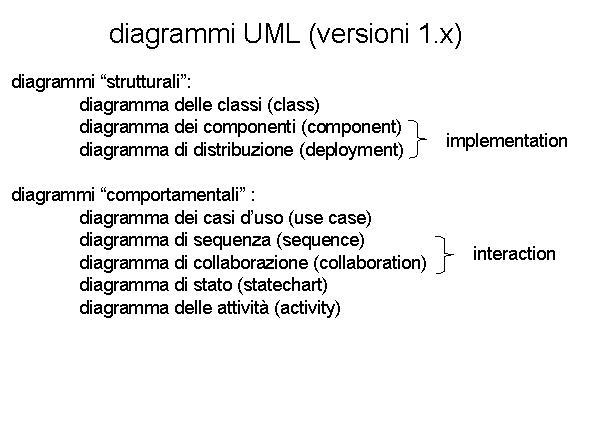 diagrammi UML (versioni 1.x)
diagrammi “strutturali”:
diagramma delle classi (class)
diagramma dei componenti (component)
diagramma di distribuzione (deployment)
implementation
diagrammi “comportamentali” :
diagramma dei casi d’uso (use case)
diagramma di sequenza (sequence)
diagramma di collaborazione (collaboration)
interaction
diagramma di stato (statechart)
diagramma delle attività (activity)